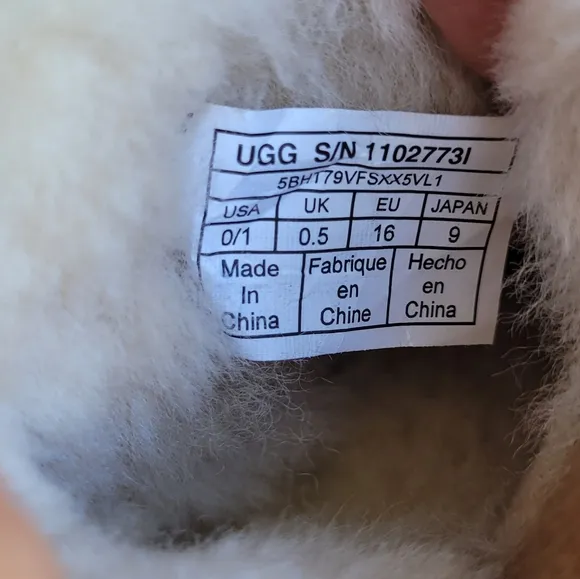 UGG S/N 1102773I
5BHT79VFSXX5VL1
USA UK EU JAPAN
0/1 0.5 16 9
Made Fabrique Hecho
In en en
China Chine China